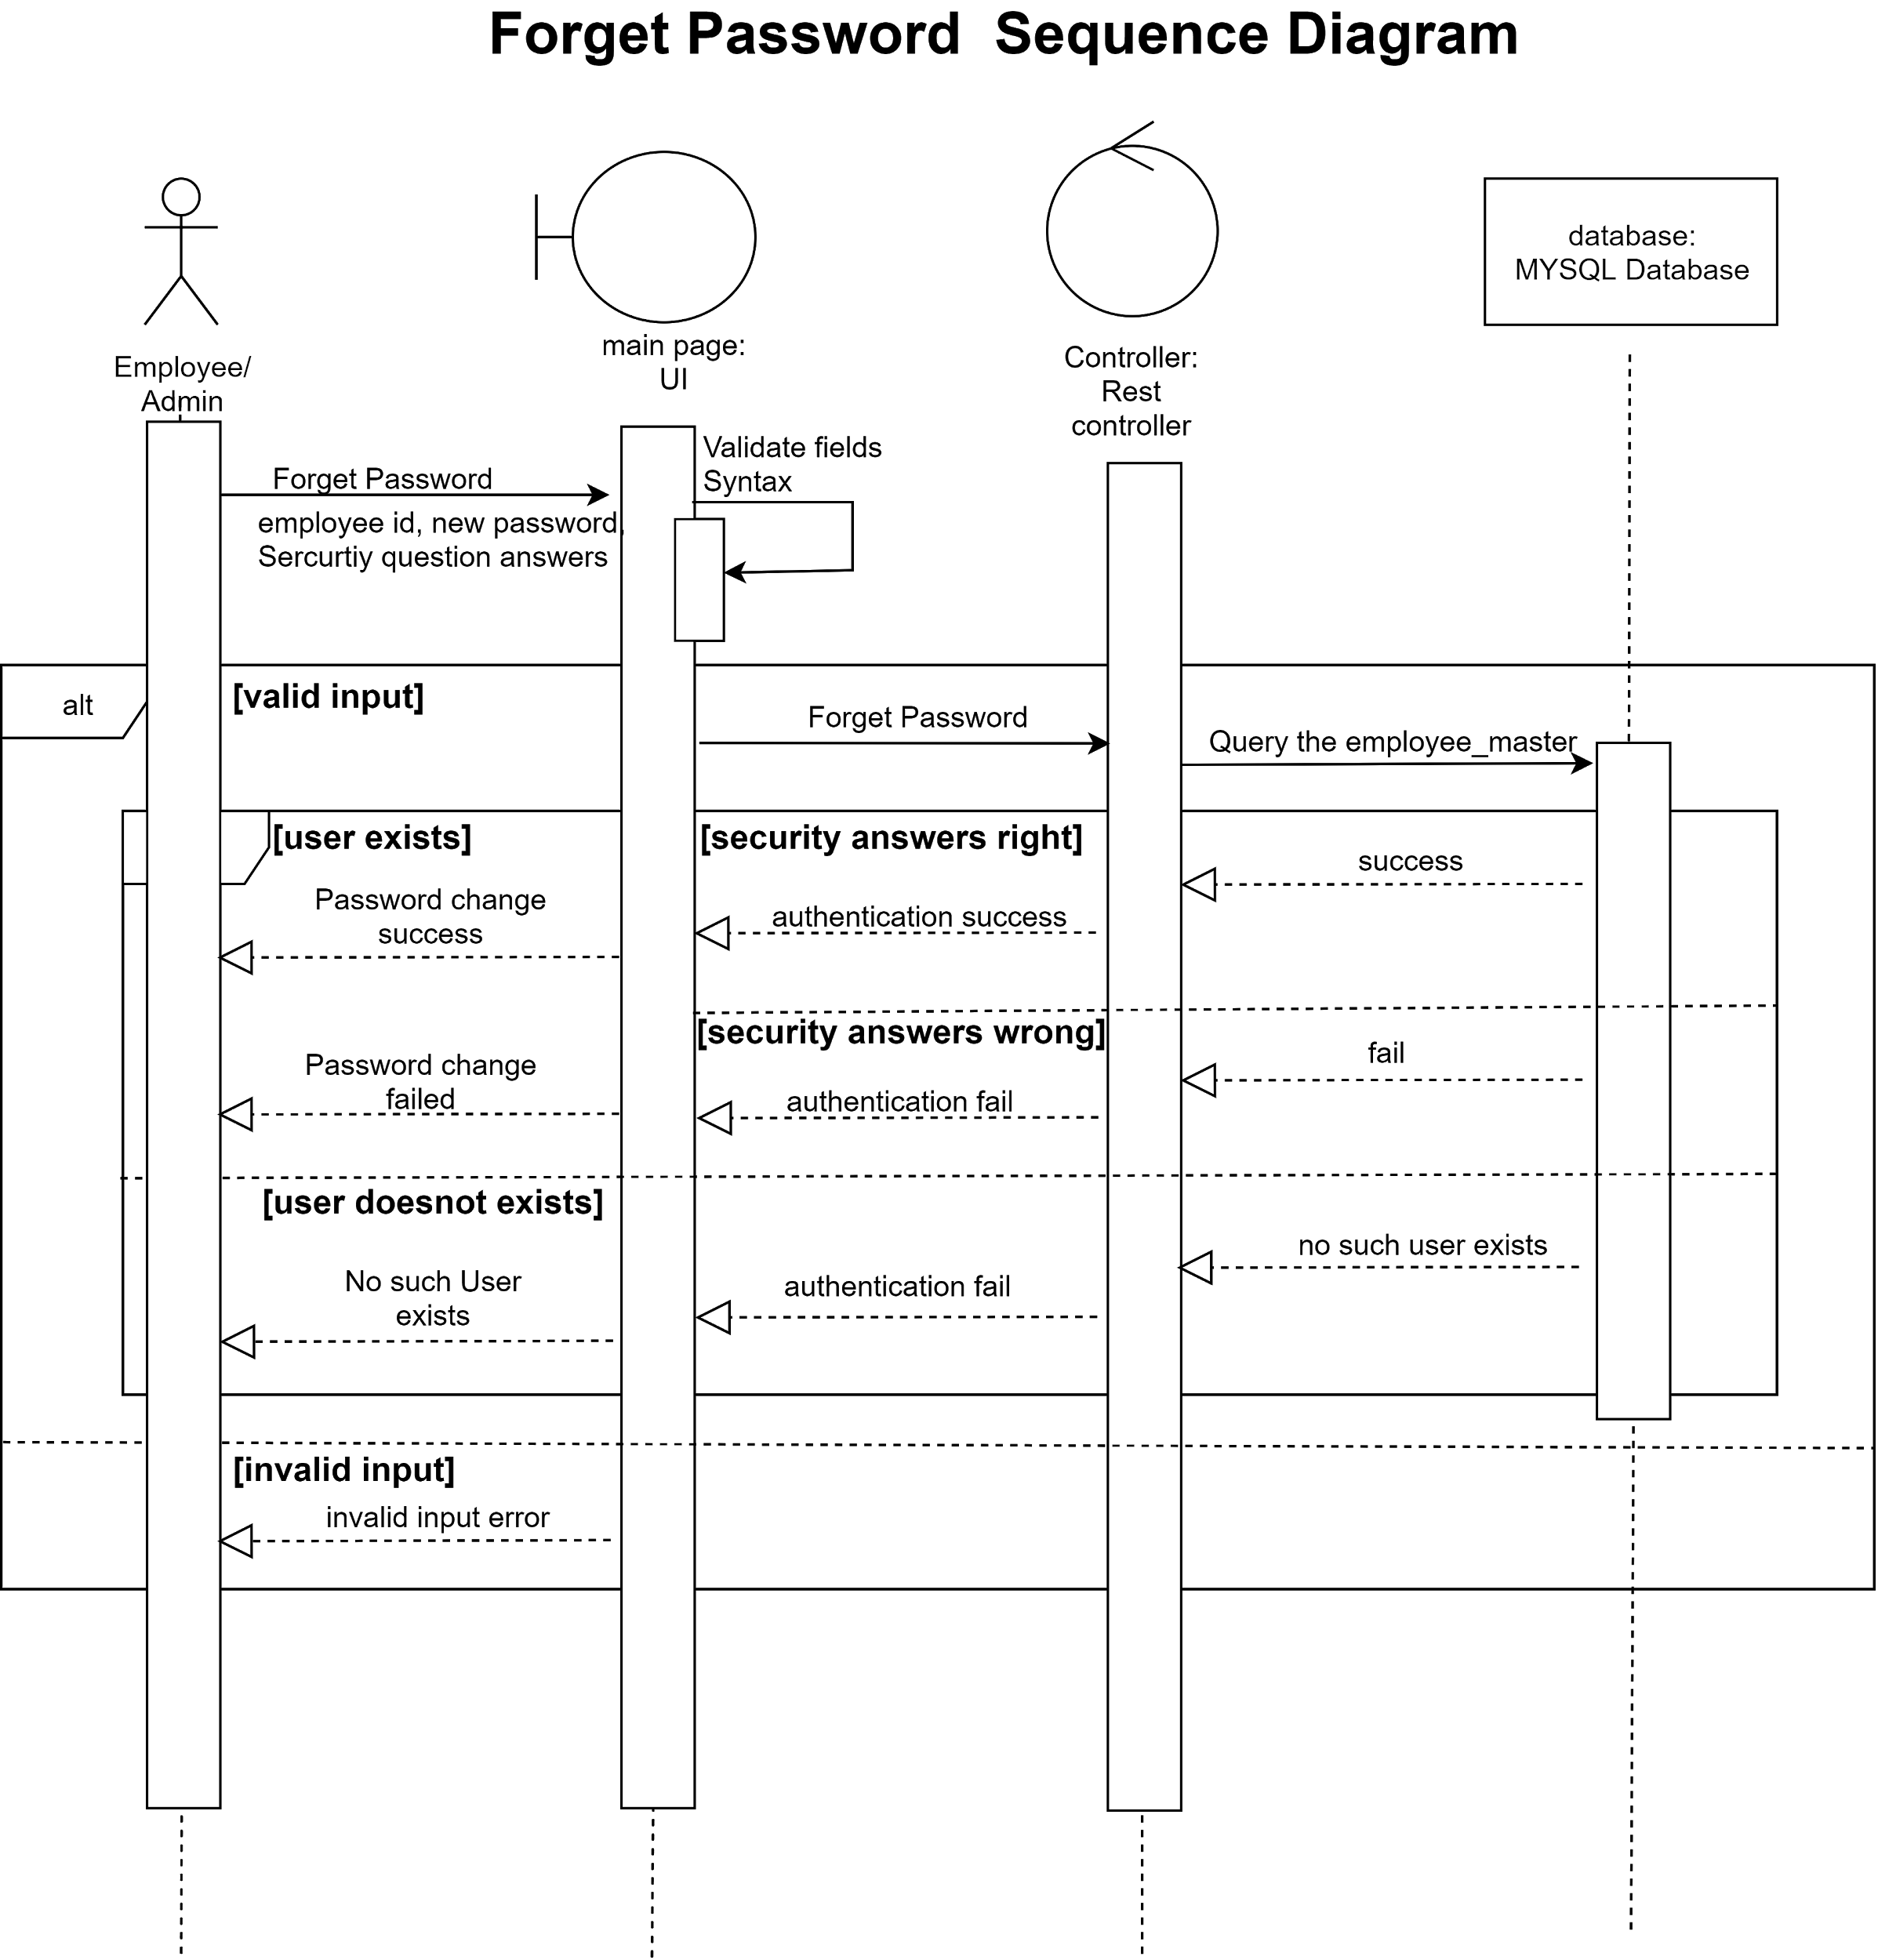 Forget Password  Sequence Diagram
Employee/
Admin
main page:
UI
Controller:
Rest
controller
database:
MYSQL Database
Forget Password
employee id, new password,
Sercurtiy question answers
Validate fields
Syntax
alt
[valid input]
Forget Password
Query the employee_master
[user exists]
[security answers right]
success
authentication success
Password change
success
[security answers wrong]
fail
authentication fail
Password change
failed
[user doesnot exists]
no such user exists
authentication fail
No such User
exists
[invalid input]
invalid input error